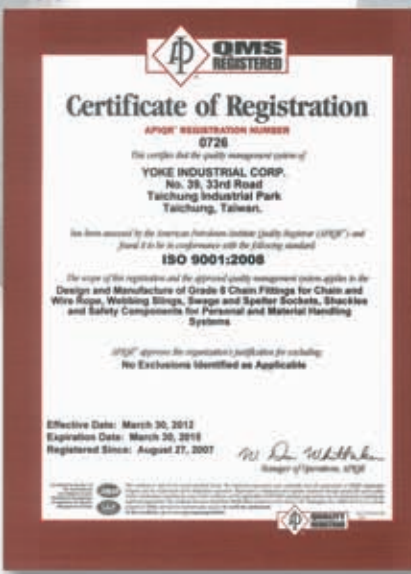 QMS
REGISTERED
Certificate of Registration
APIQR® REGISTRATION NUMBER
0726
This certifies that the quality management system of
YOKE INDUSTRIAL CORP.
No. 39, 33rd Road
Taichung Industrial Park
Taichung, Taiwan.
has been assessed by the American Petroleum Institute Quality Registrar (APIQR®) and
found it to be in conformance with the following standard:
ISO 9001:2008
The scope of this registration and the approved quality management system applies to the
Design and Manufacture of Grade 8 Chain Fittings for Chain and
Wire Rope, Webbing Slings, Swage and Spelter Sockets, Shackles
and Safety Components for Personal and Material Handling
Systems
APIQR® approves the organization's justification for excluding:
No Exclusions Identified as Applicable
Effective Date: March 30, 2012
Expiration Date: March 30, 2015
Registered Since: August 27, 2007
Manager of Operations, APIQR
QUALITY
REGISTRAR